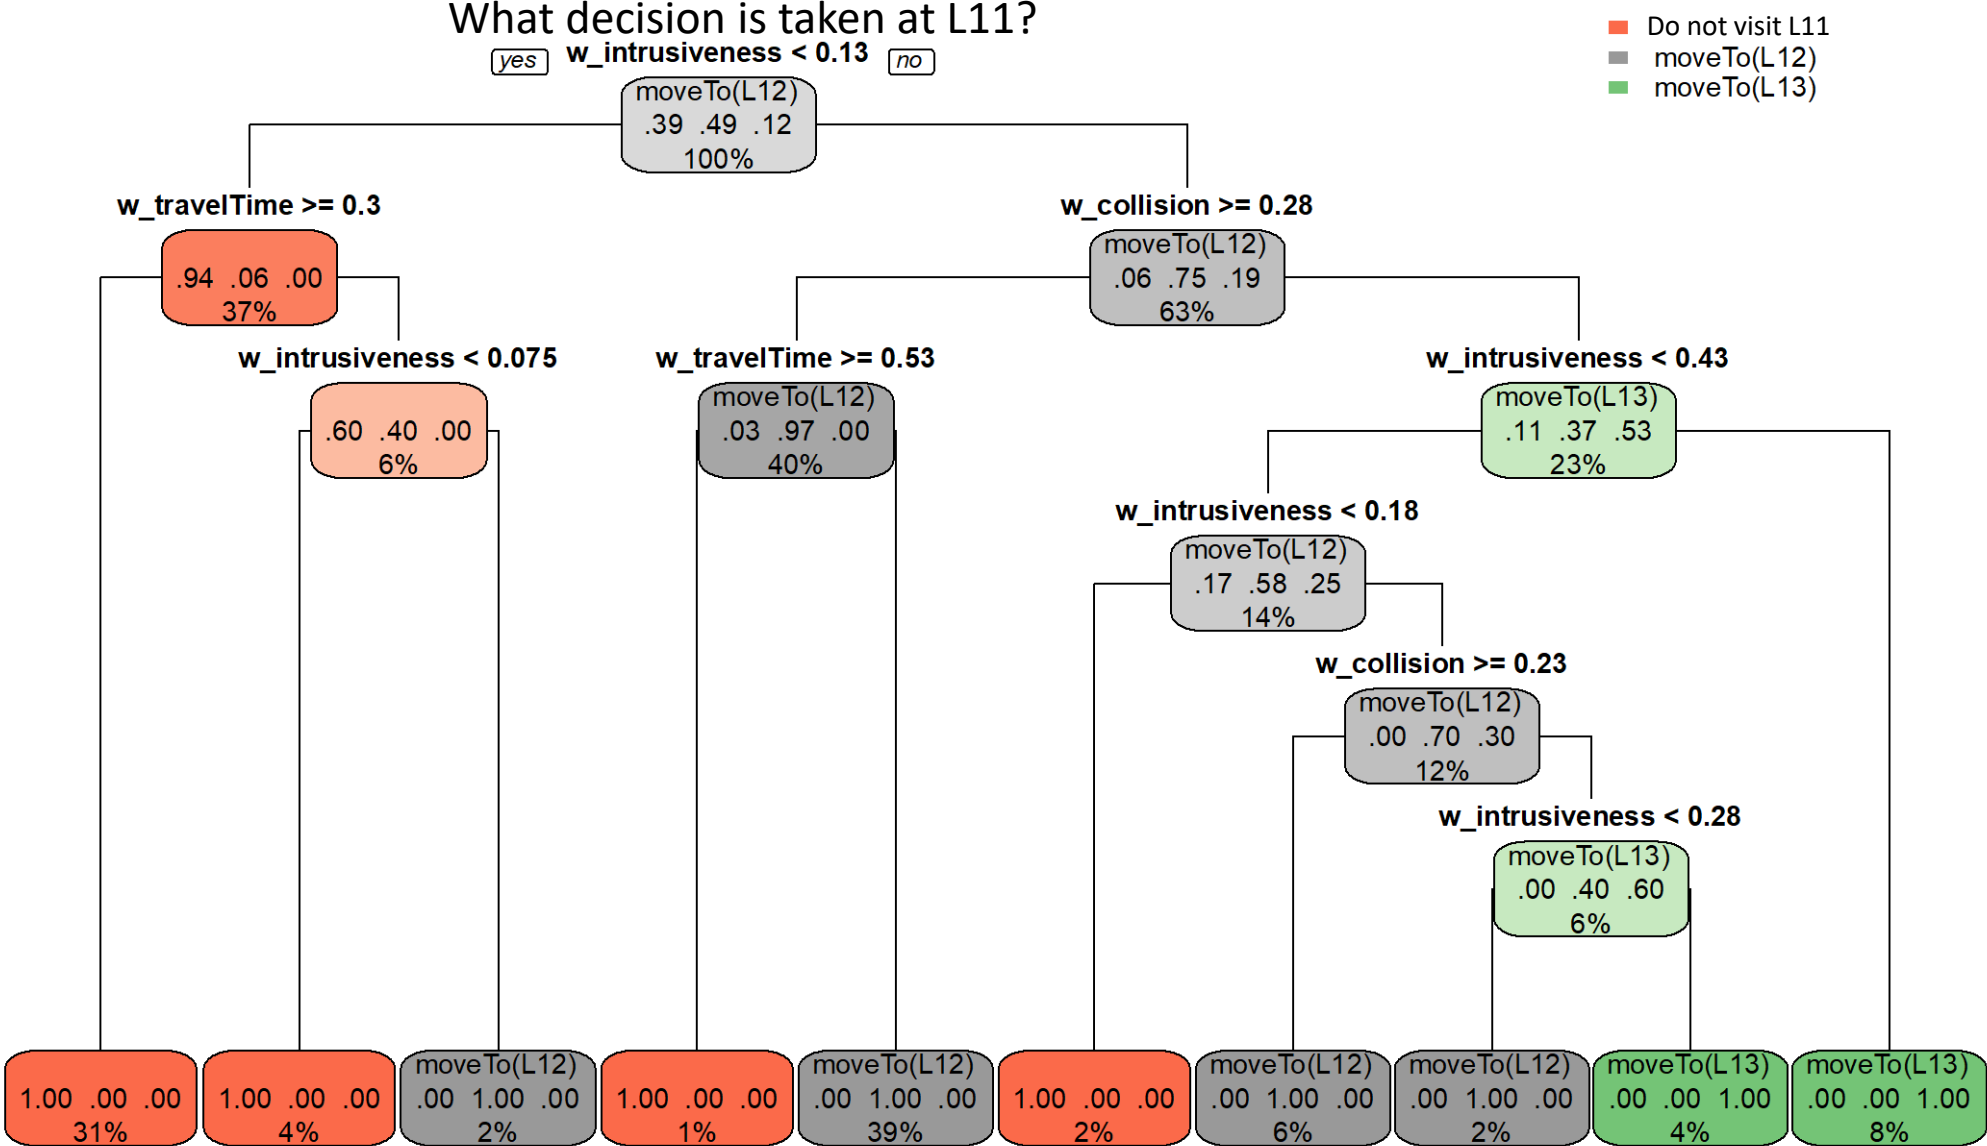 What decision is taken at L11?
Do not visit L11
moveTo(L12)
moveTo(L13)
yes
w_intrusiveness < 0.13
no
moveTo(L12)
.39 .49 .12
100%
w_travelTime >= 0.3
.94 .06 .00
37%
w_collision >= 0.28
moveTo(L12)
.06 .75 .19
63%
w_intrusiveness < 0.075
.60 .40 .00
6%
w_travelTime >= 0.53
moveTo(L12)
.03 .97 .00
40%
w_intrusiveness < 0.43
moveTo(L13)
.11 .37 .53
23%
w_intrusiveness < 0.18
moveTo(L12)
.17 .58 .25
14%
w_collision >= 0.23
moveTo(L12)
.00 .70 .30
12%
w_intrusiveness < 0.28
moveTo(L13)
.00 .40 .60
6%
1.00 .00 .00
31%
1.00 .00 .00
4%
moveTo(L12)
.00 1.00 .00
2%
1.00 .00 .00
1%
moveTo(L12)
.00 1.00 .00
39%
1.00 .00 .00
2%
moveTo(L12)
.00 1.00 .00
6%
moveTo(L12)
.00 1.00 .00
2%
moveTo(L13)
.00 .00 1.00
4%
moveTo(L13)
.00 .00 1.00
8%